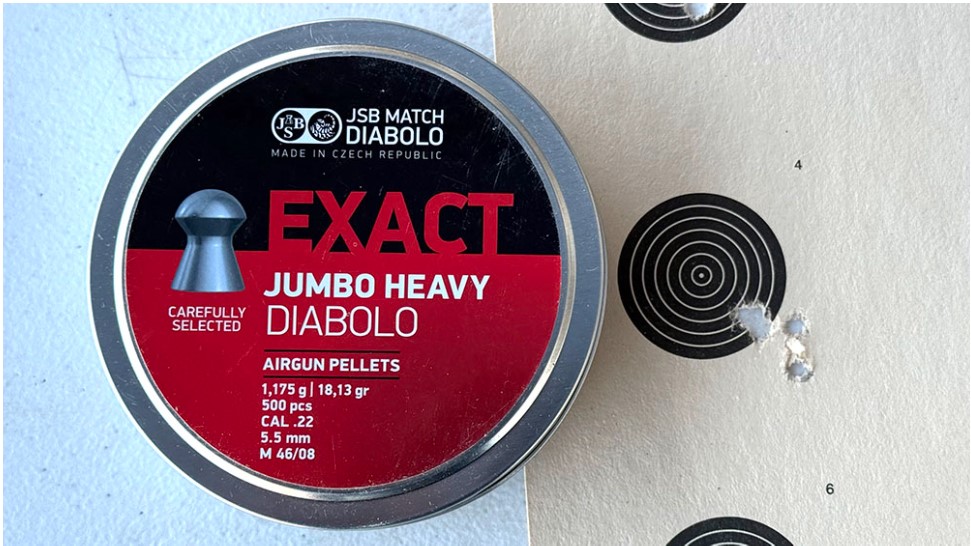 JSB
JSB MATCH
DIABOLO
MADE IN CZECH REPUBLIC
EXACT
JUMBO HEAVY
DIABOLO
CAREFULLY
SELECTED
AIRGUN PELLETS
1,175 g | 18,13 gr
500 pcs
CAL .22
5.5 mm
M 46/08
4
6